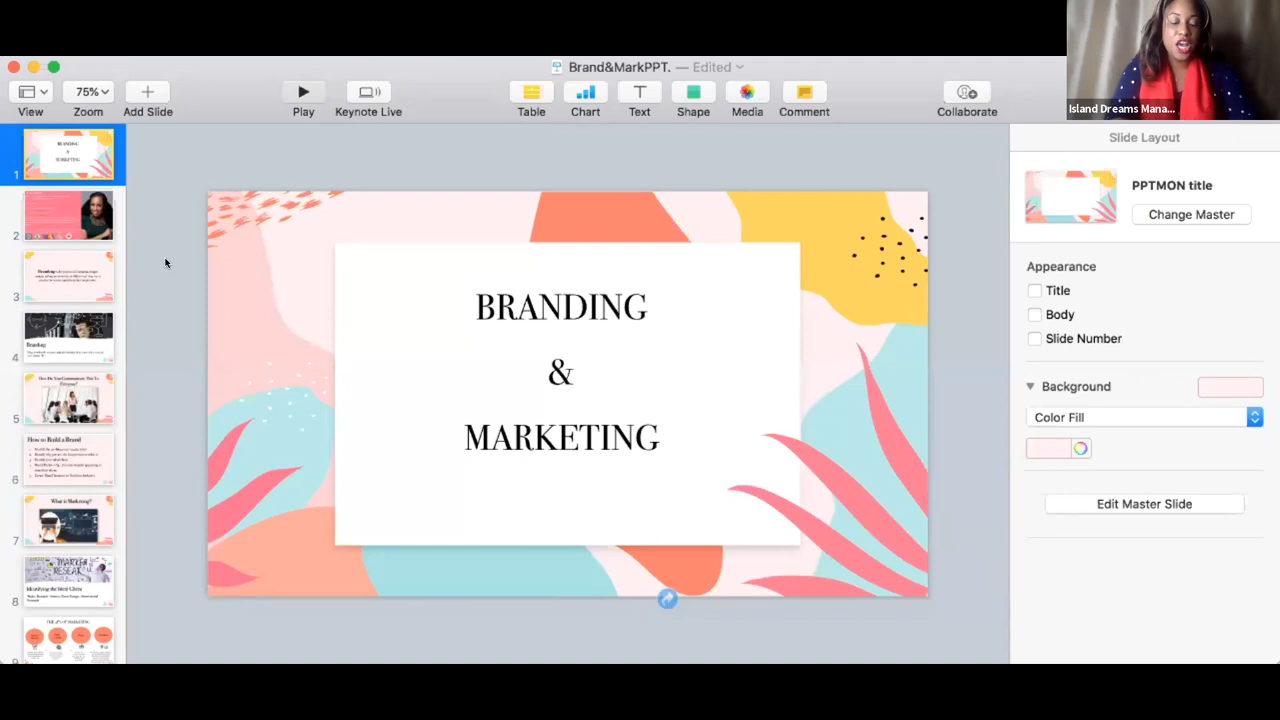 Brand&MarkPPT. — Edited
Island Dreams Mana...
75%
View
Zoom
Add Slide
Play
Keynote Live
Table
Chart
Text
Shape
Media
Comment
Collaborate
Slide Layout
PPTMON title
Change Master
Appearance
Title
Body
Slide Number
Background
Color Fill
Edit Master Slide
BRANDING
&
MARKETING
1
BRANDING
&
MARKETING
2
3
4
Branding
5
How Do You Communicate This To
Everyone?
6
How to Build a Brand
7
What is Marketing?
8
Identifying the Ideal Client